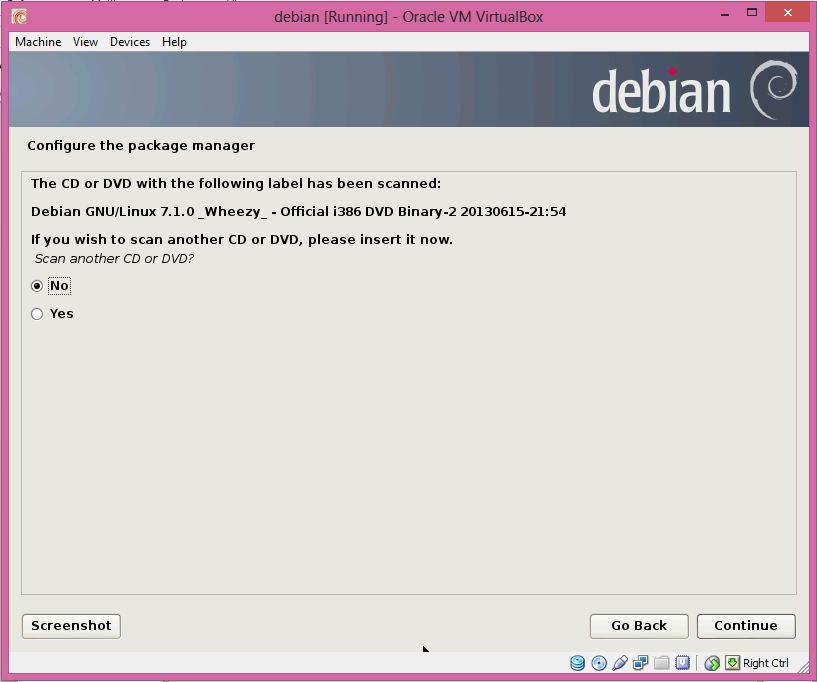 debian [Running] - Oracle VM VirtualBox
Machine View Devices Help
debian
Configure the package manager
The CD or DVD with the following label has been scanned:
Debian GNU/Linux 7.1.0 _Wheezy_ - Official i386 DVD Binary-2 20130615-21:54
If you wish to scan another CD or DVD, please insert it now.
Scan another CD or DVD?
No
Yes
Screenshot Go Back Continue
Right Ctrl